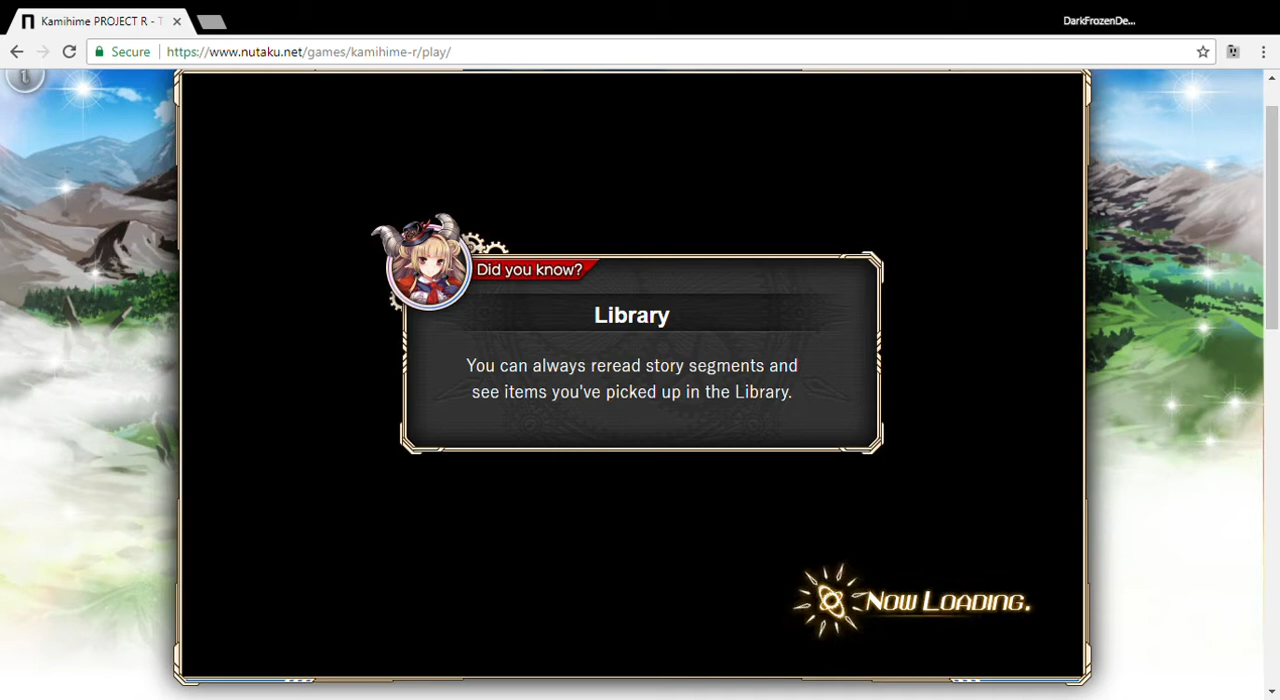 Kamihime PROJECT R - T
DarkFrozenDe...
Secure
https://www.nutaku.net/games/kamihime-r/play/
Did you know?
Library
You can always reread story segments and
see items you've picked up in the Library.
NOW LOADING.